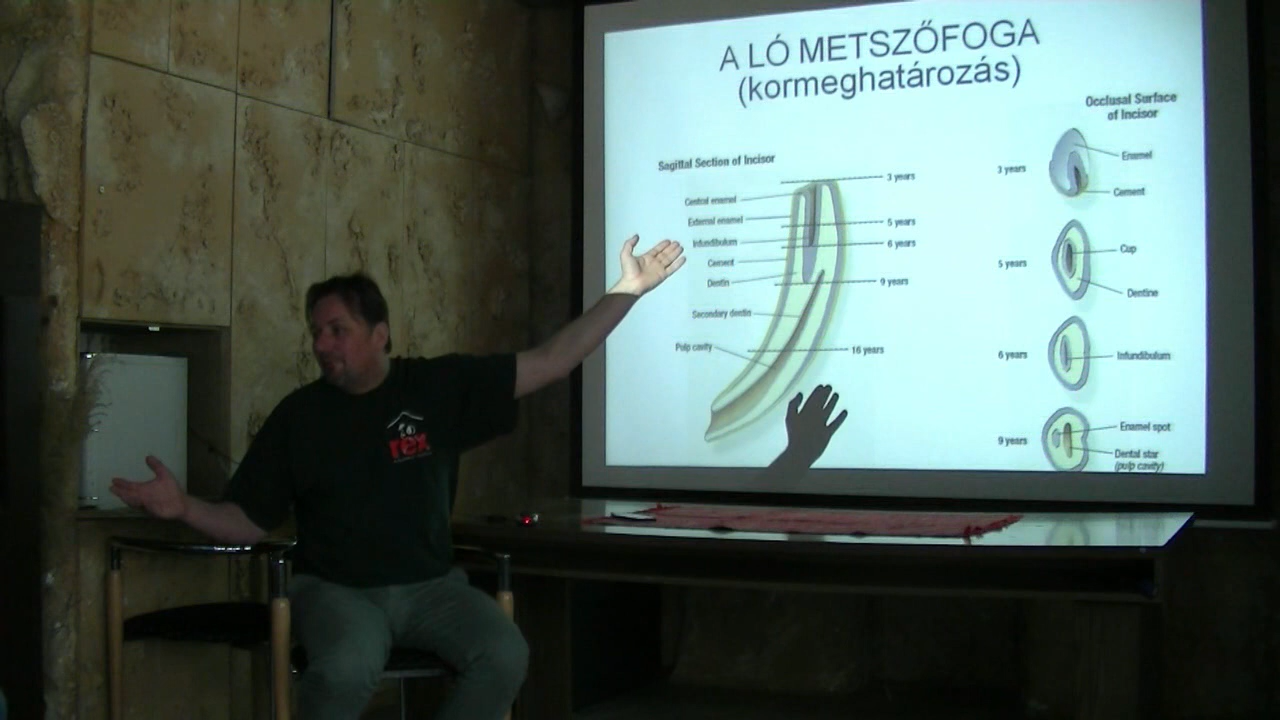 A LÓ METSZŐFOGA
(kormeghatározás)
Occlusal Surface
of Incisor
Sagittal Section of Incisor
3 years
Central enamel
External enamel
5 years
Infundibulum
6 years
Cement
Dentin
9 years
Secondary dentin
Pulp cavity
16 years
3 years
Enamel
Cement
5 years
Cup
Dentine
6 years
Infundibulum
9 years
Enamel spot
Dental star
(pulp cavity)
rex